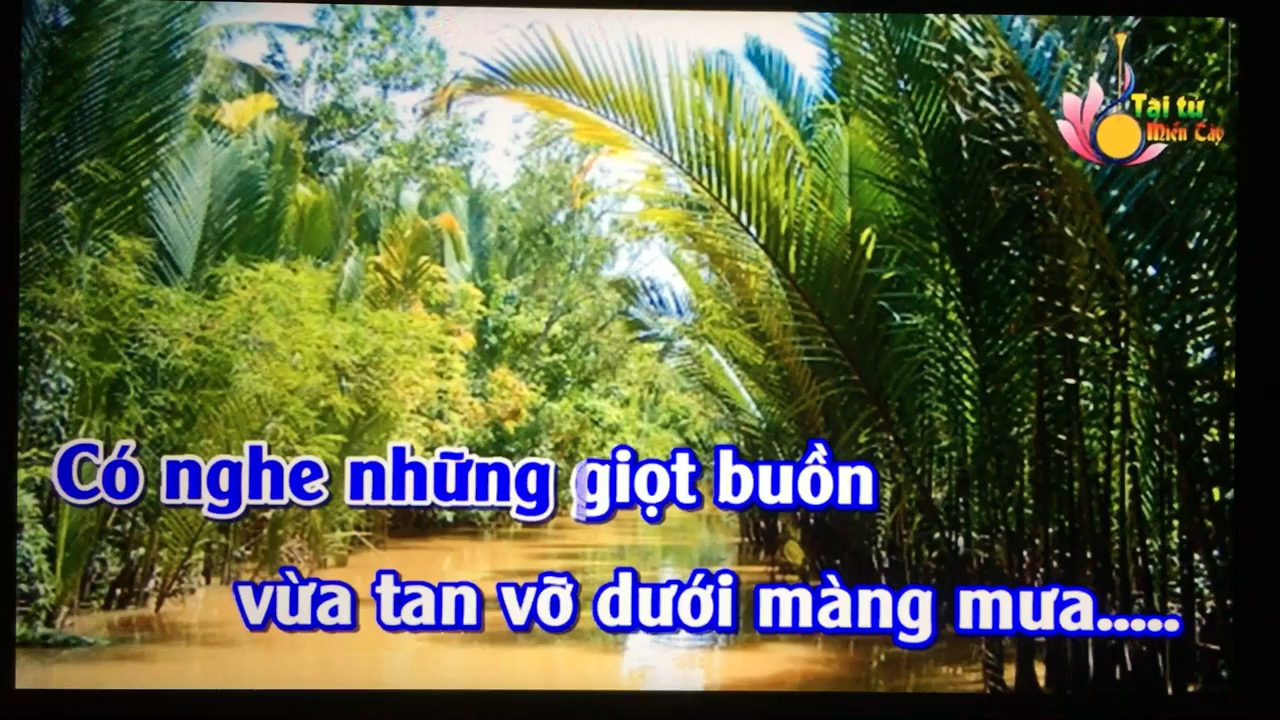 Tài tử
Miền Tây
Có nghe những giọt buồn
vừa tan vỡ dưới màng mưa.....